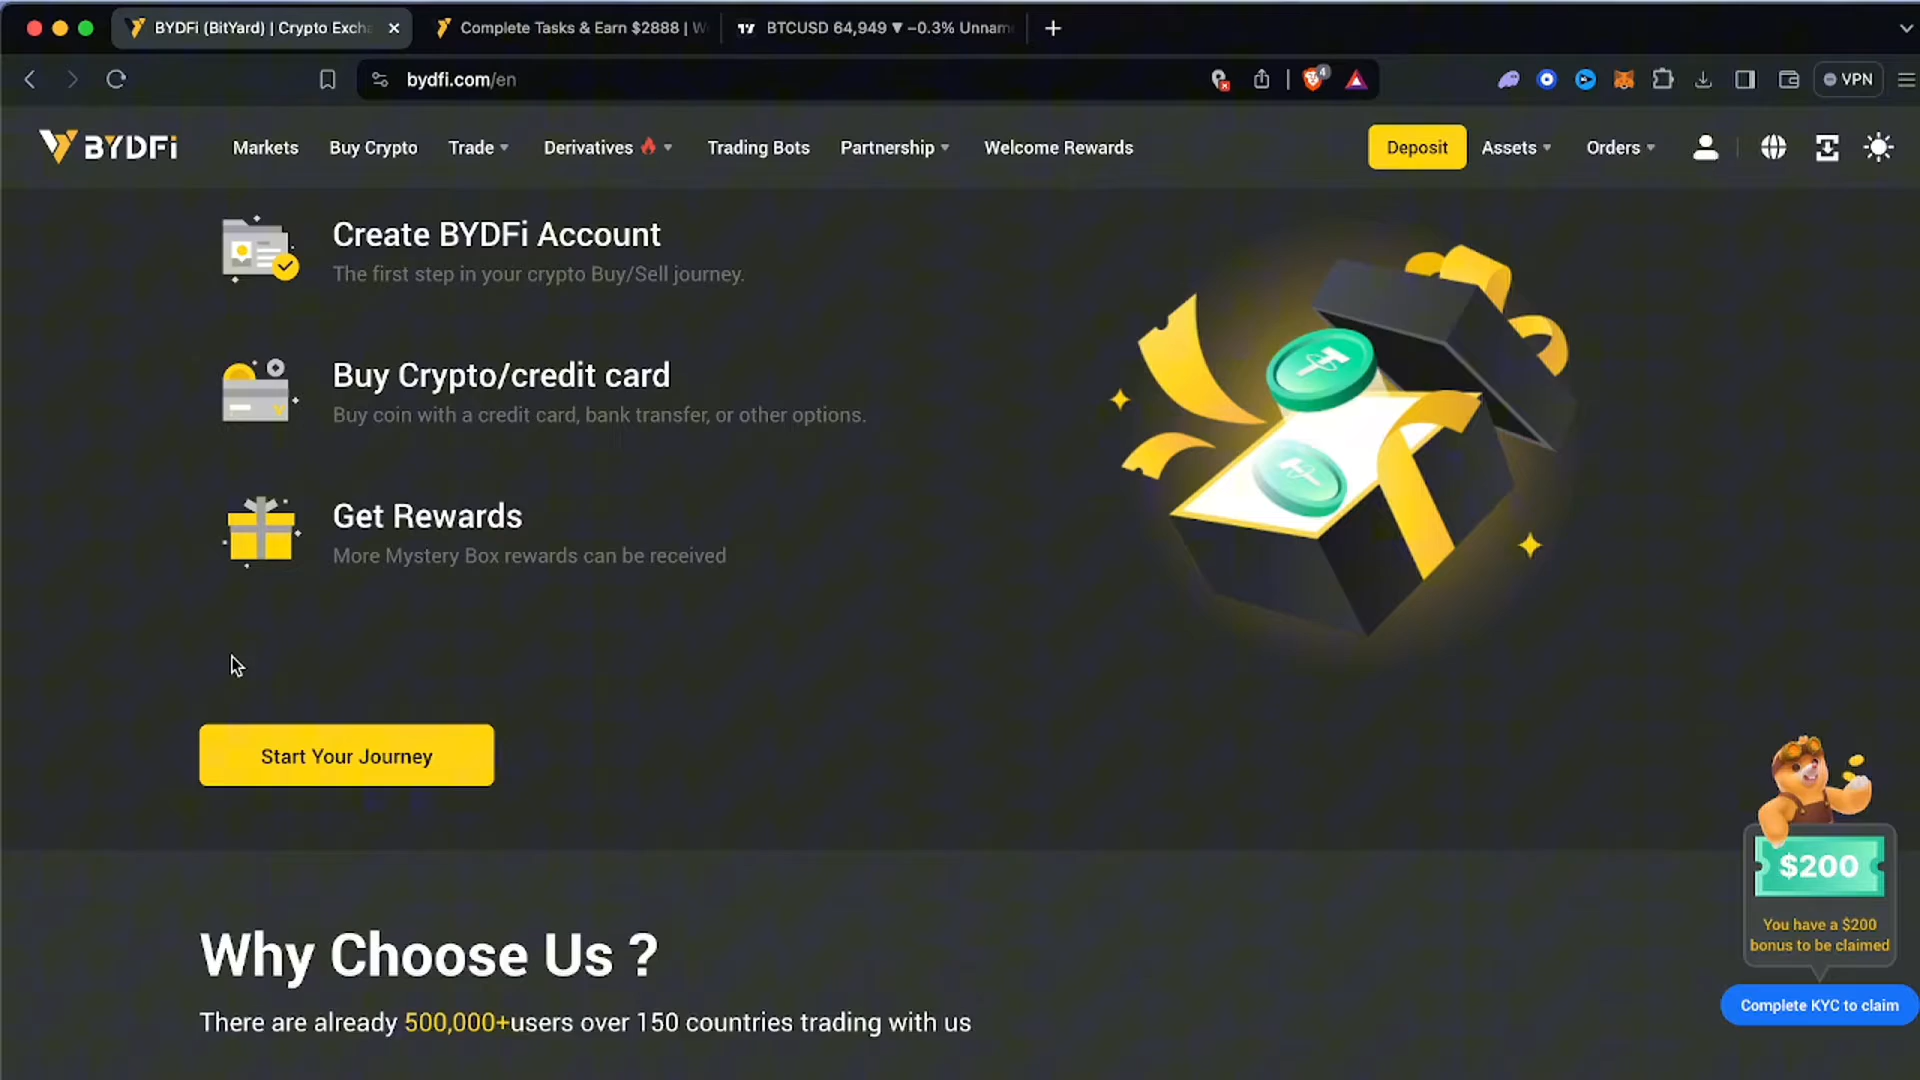 BYDFi (BitYard) | Crypto Exch
Complete Tasks & Earn $2888 | W
BTCUSD 64,949 ▼ −0.3% Unnam
bydfi.com/en
4
VPN
BYDFi
Markets
Buy Crypto
Trade
Derivatives
Trading Bots
Partnership
Welcome Rewards
Deposit
Assets
Orders
Create BYDFi Account
The first step in your crypto Buy/Sell journey.
Buy Crypto/credit card
Buy coin with a credit card, bank transfer, or other options.
Get Rewards
More Mystery Box rewards can be received
Start Your Journey
$200
You have a $200
bonus to be claimed
Complete KYC to claim
Why Choose Us ?
There are already 500,000+users over 150 countries trading with us